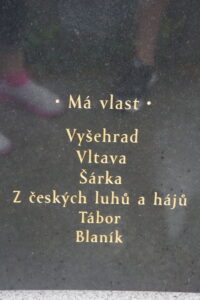 · Má vlast ·
Vyšehrad
Vltava
Šárka
Z českých luhů a hájů
Tábor
Blaník